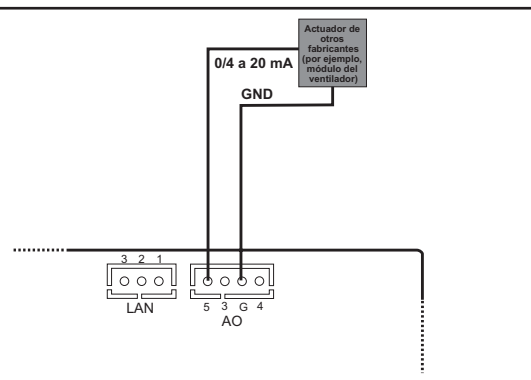 Actuador de
otros
fabricantes
(por ejemplo,
módulo del
ventilador)
0/4 a 20 mA
GND
3 2 1
LAN
5 3 G 4
AO